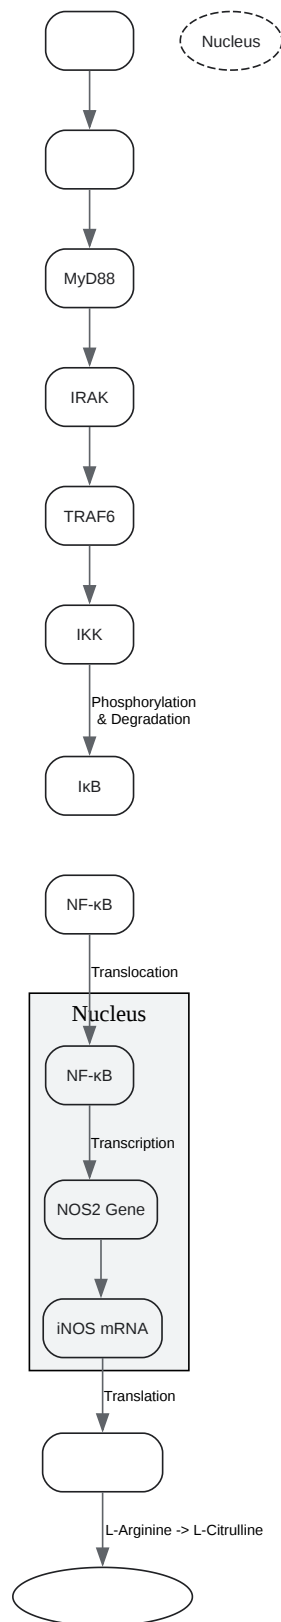 Nucleus
MyD88
IRAK
TRAF6
IKK
Phosphorylation
& Degradation
IκB
NF-κB
Translocation
Nucleus
NF-κB
Transcription
NOS2 Gene
iNOS mRNA
Translation
L-Arginine -> L-Citrulline